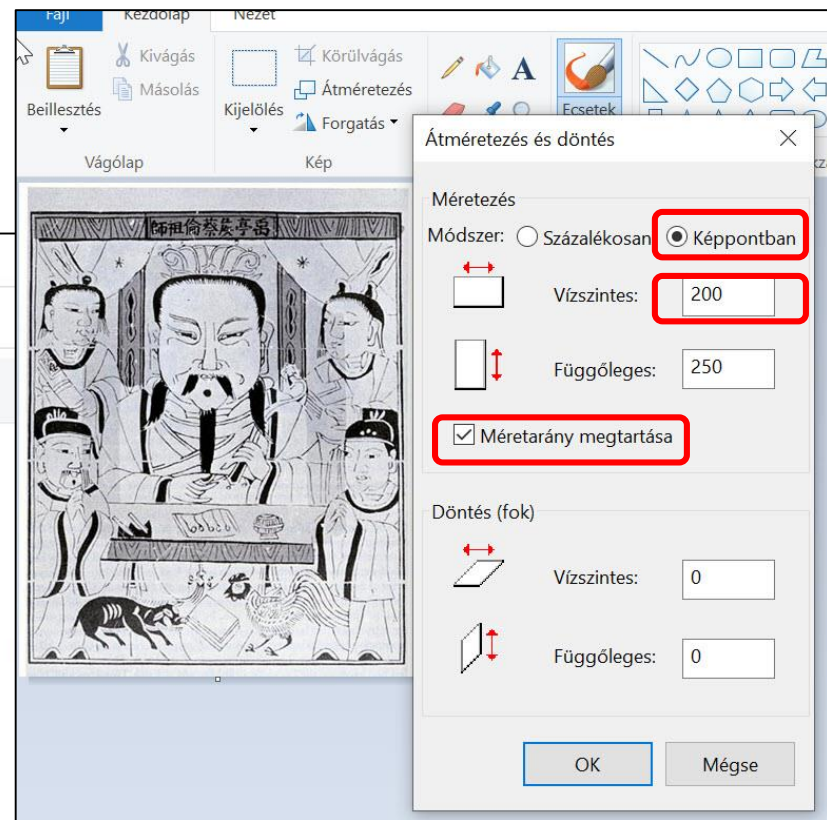 Fájl Kezdőlap Nézet
Kivágás
Másolás
Beillesztés
Vágólap
Kijelölés
Körülvágás
Átméretezés
Forgatás
Kép
A
Ecsetek
Átméretezés és döntés
Méretezés
Módszer: Százalékosan Képpontban
Vízszintes: 200
Függőleges: 250
Méretarány megtartása
Döntés (fok)
Vízszintes: 0
Függőleges: 0
OK Mégse